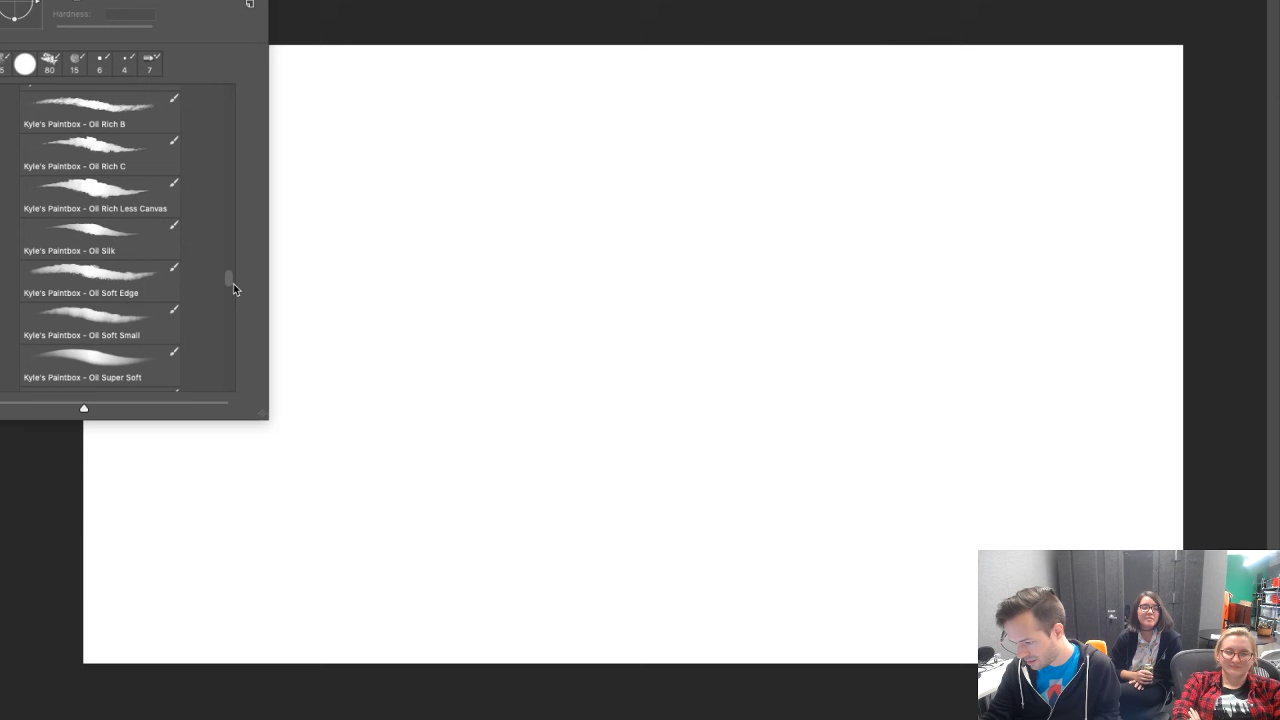 Hardness:
5 80 15 6 4 7
Kyle's Paintbox - Oil Rich B
Kyle's Paintbox - Oil Rich C
Kyle's Paintbox - Oil Rich Less Canvas
Kyle's Paintbox - Oil Silk
Kyle's Paintbox - Oil Soft Edge
Kyle's Paintbox - Oil Soft Small
Kyle's Paintbox - Oil Super Soft